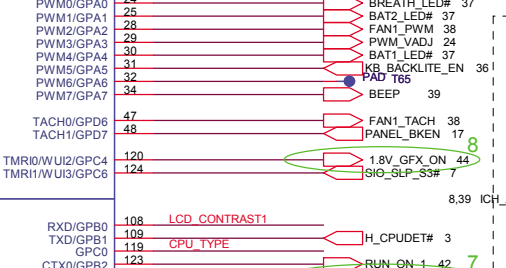 PWM0/GPA0 24 BREATH_LED# 37
PWM1/GPA1 25 BAT2_LED# 37
PWM2/GPA2 28 FAN1_PWM 38
PWM3/GPA3 29 PWM_VADJ 24
PWM4/GPA4 30 BAT1_LED# 37
PWM5/GPA5 31 KB_BACKLITE_EN 36
PWM6/GPA6 32 PAD T65
PWM7/GPA7 34 BEEP 39
TACH0/GPD6 47 FAN1_TACH 38
TACH1/GPD7 48 PANEL_BKEN 17
8
TMRI0/WUI2/GPC4 120 1.8V_GFX_ON 44
TMRI1/WUI3/GPC6 124 SIO_SLP_S3# 7
8,39 ICH_
RXD/GPB0 108 LCD_CONTRAST1
TXD/GPB1 109 H_CPUDET# 3
GPC0 119 CPU_TYPE
CTX0/GPB2 123 RUN_ON_1 42 7